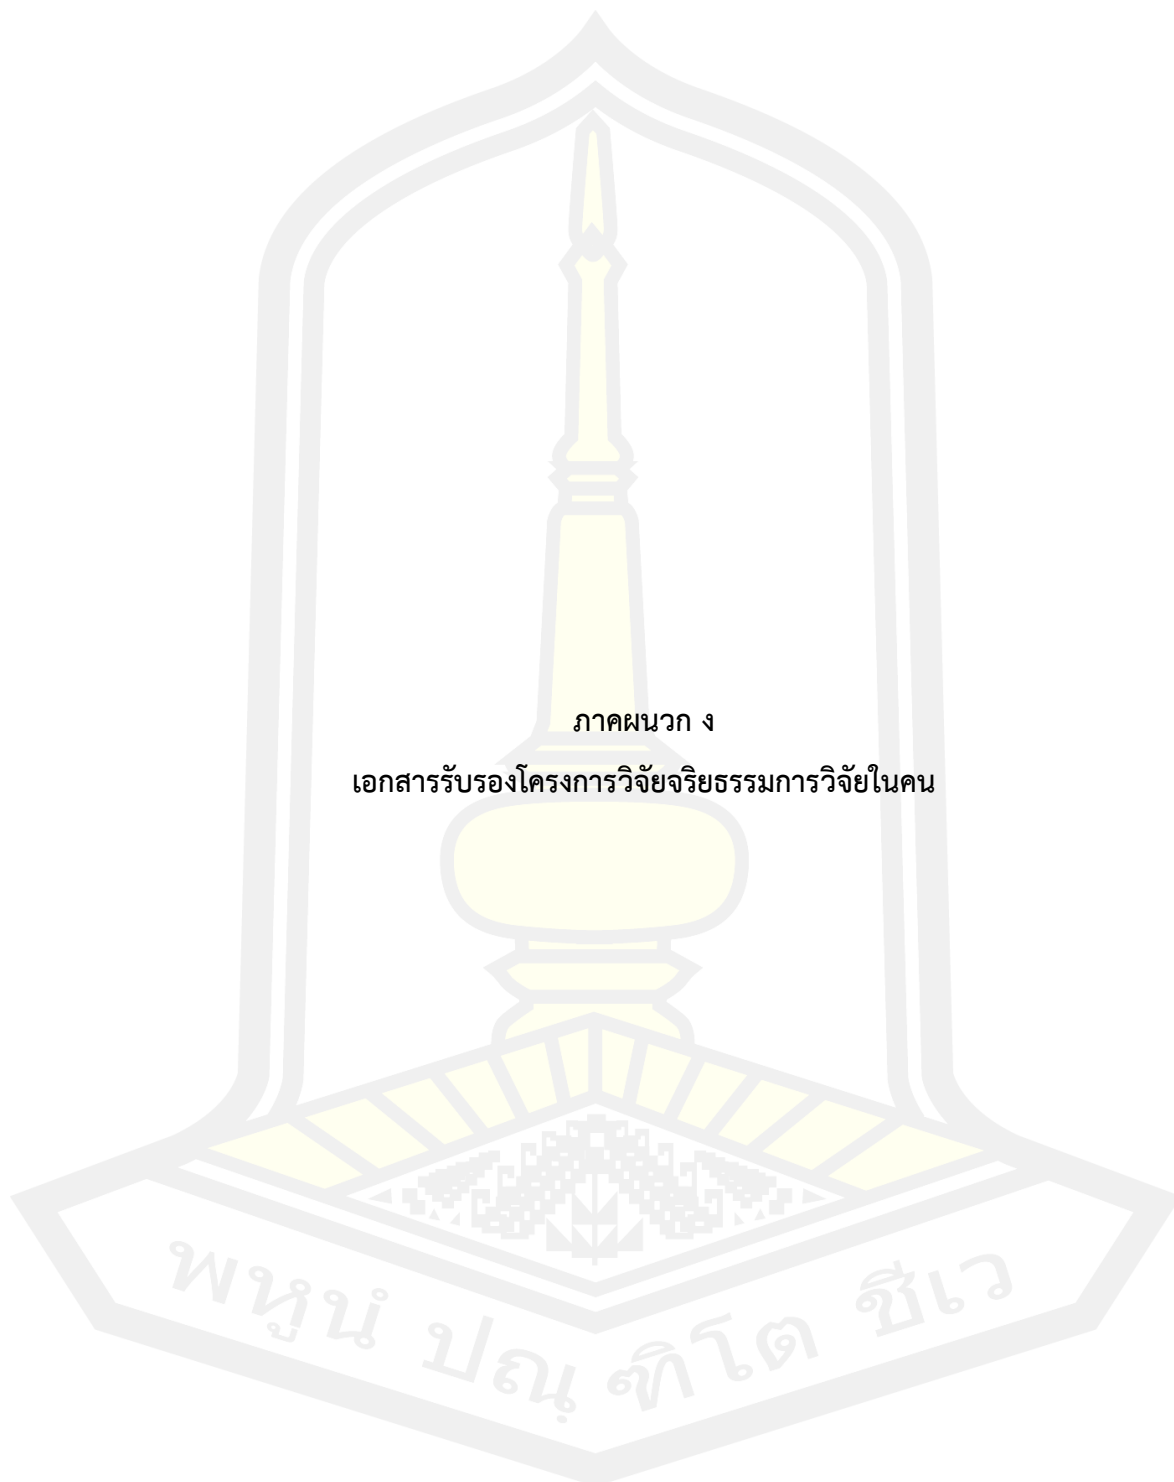 ภาคผนวก ง
เอกสารรับรองโครงการวิจัยจริยธรรมการวิจัยในคน
พหูนํ ปณฺฑิโต ชีเว